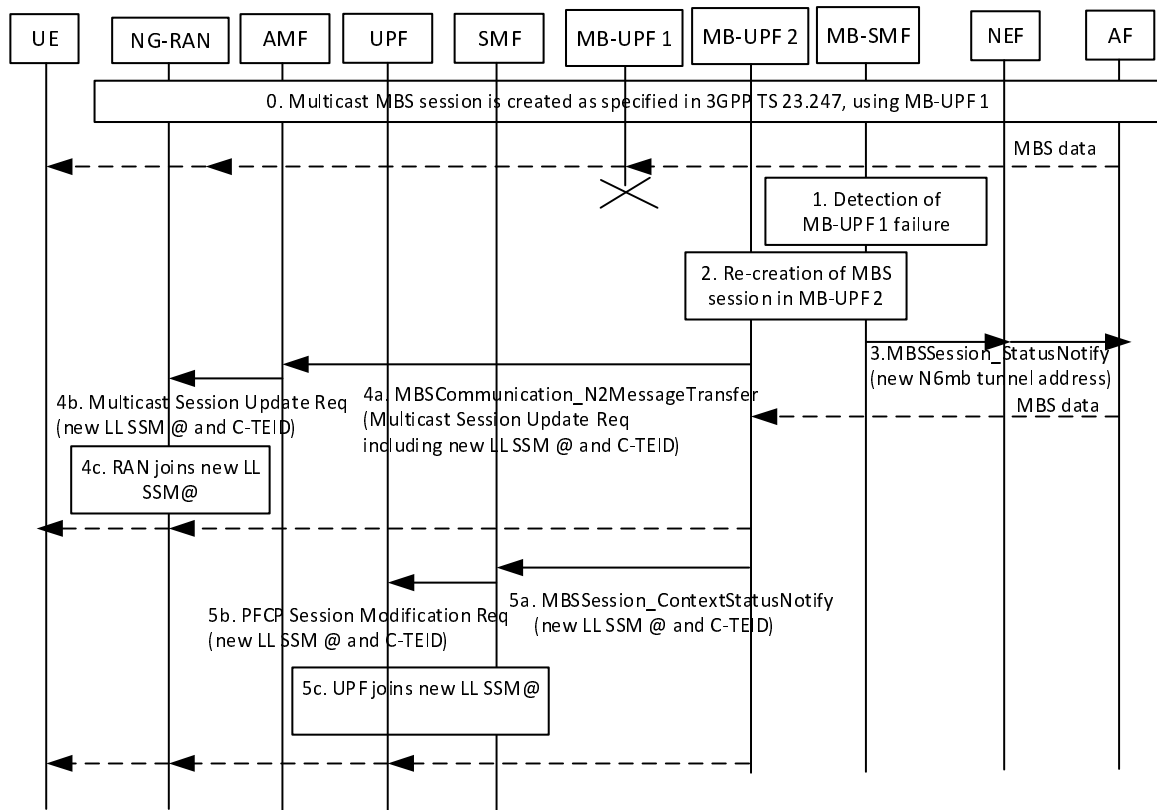 UE
NG-RAN
AMF
UPF
SMF
MB-UPF 1
MB-UPF 2
MB-SMF
NEF
AF
0. Multicast MBS session is created as specified in 3GPP TS 23.247, using MB-UPF 1
MBS data
1. Detection of
MB-UPF 1 failure
2. Re-creation of MBS
session in MB-UPF 2
3.MBSSession_StatusNotify
(new N6mb tunnel address)
MBS data
4a. MBSCommunication_N2MessageTransfer
(Multicast Session Update Req
including new LL SSM @ and C-TEID)
4b. Multicast Session Update Req
(new LL SSM @ and C-TEID)
4c. RAN joins new LL
SSM@
5a. MBSSession_ContextStatusNotify
(new LL SSM @ and C-TEID)
5b. PFCP Session Modification Req
(new LL SSM @ and C-TEID)
5c. UPF joins new LL SSM@